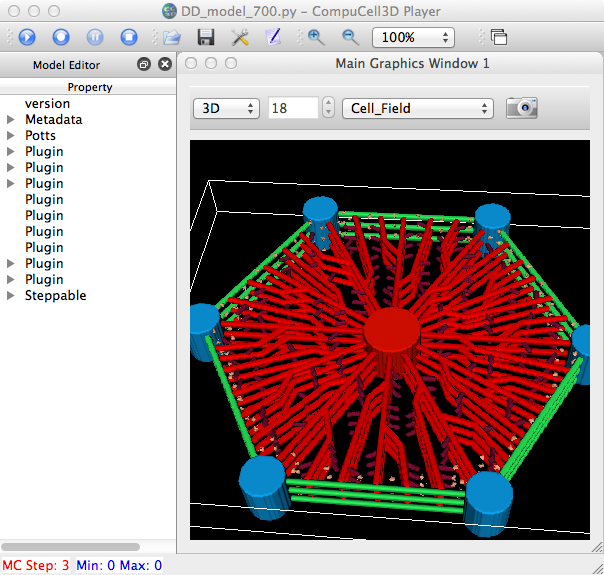 DD_model_700.py - CompuCell3D Player
100%
Model Editor
Main Graphics Window 1
Property
3D
18
Cell_Field
version
Metadata
Potts
Plugin
Plugin
Plugin
Plugin
Plugin
Plugin
Plugin
Plugin
Plugin
Steppable
MC Step: 3 Min: 0 Max: 0